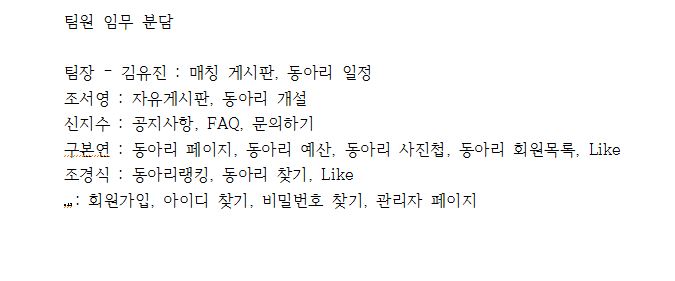 팀원 임무 분담
팀장 - 김유진 : 매칭 게시판, 동아리 일정
조서영 : 자유게시판, 동아리 개설
신지수 : 공지사항, FAQ, 문의하기
구본연 : 동아리 페이지, 동아리 예산, 동아리 사진첩, 동아리 회원목록, Like
조경식 : 동아리랭킹, 동아리 찾기, Like
,,,: 회원가입, 아이디 찾기, 비밀번호 찾기, 관리자 페이지